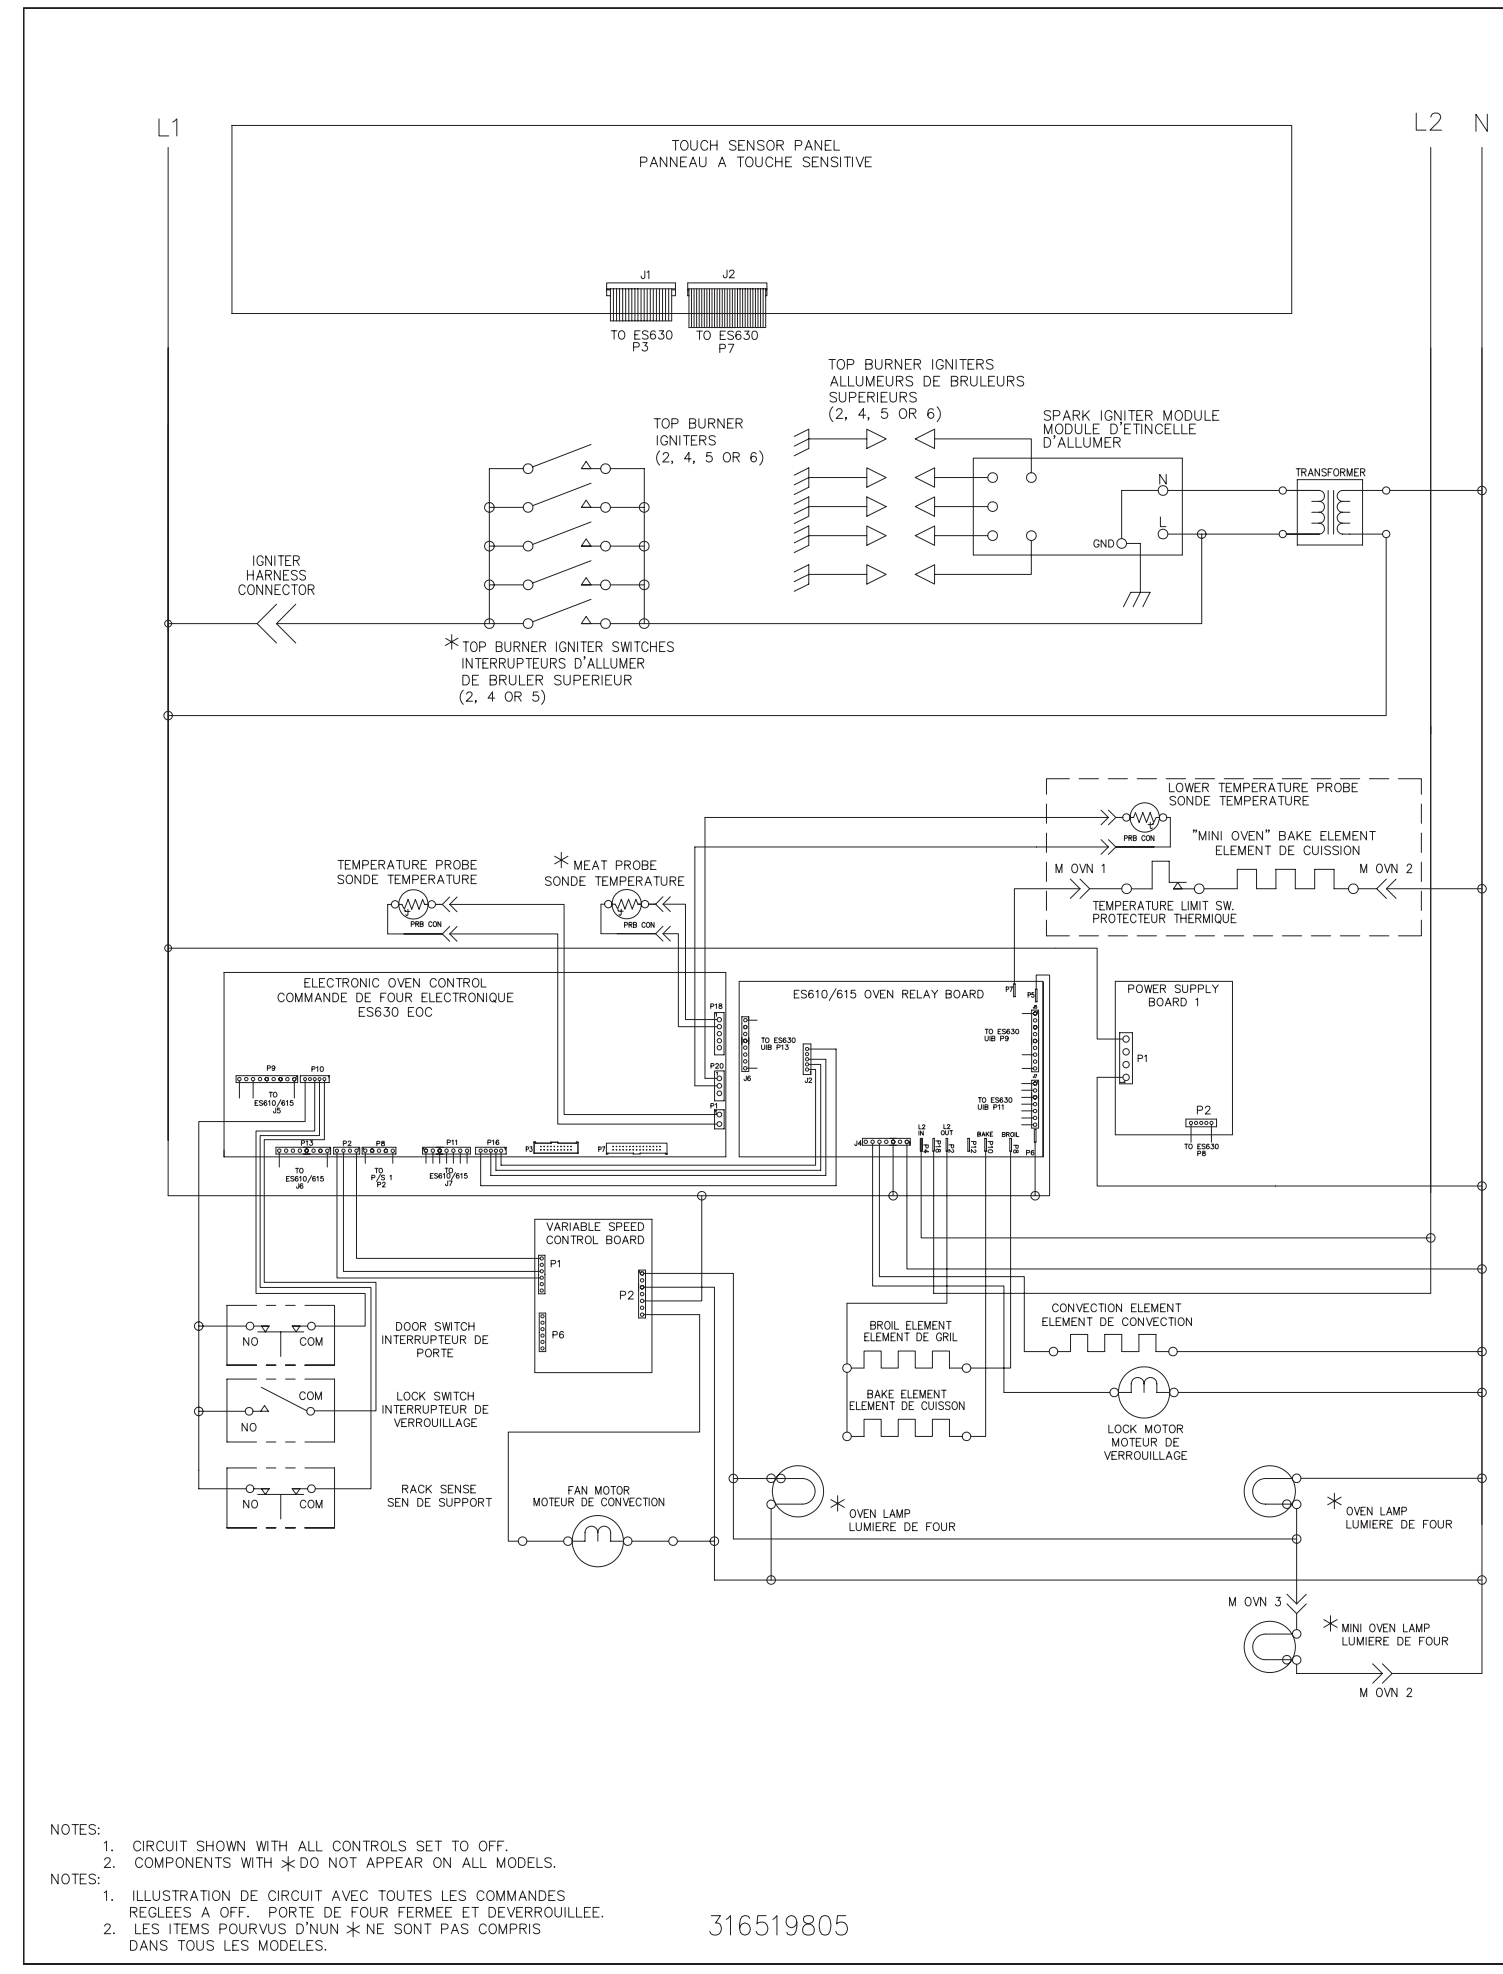 L1
L2 N
TOUCH SENSOR PANEL
PANNEAU A TOUCHE SENSITIVE
J1
J2
TO ES630
P3
TO ES630
P7
TOP BURNER IGNITERS
ALLUMEURS DE BRULEURS
SUPERIEURS
(2, 4, 5 OR 6)
TOP BURNER
IGNITERS
(2, 4, 5 OR 6)
SPARK IGNITER MODULE
MODULE D'ETINCELLE
D'ALLUMER
N
L
GND
TRANSFORMER
IGNITER
HARNESS
CONNECTOR
* TOP BURNER IGNITER SWITCHES
INTERRUPTEURS D'ALLUMER
DE BRULER SUPERIEUR
(2, 4 OR 5)
LOWER TEMPERATURE PROBE
SONDE TEMPERATURE
PRB CON
"MINI OVEN" BAKE ELEMENT
ELEMENT DE CUISSION
M OVN 1
M OVN 2
TEMPERATURE LIMIT SW.
PROTECTEUR THERMIQUE
TEMPERATURE PROBE
SONDE TEMPERATURE
PRB CON
* MEAT PROBE
SONDE TEMPERATURE
PRB CON
ELECTRONIC OVEN CONTROL
COMMANDE DE FOUR ELECTRONIQUE
ES630 EOC
P18
P20
P1
P9
P10
TO
ES610/615
J5
P13
P2
P8
P11
P16
P3
P7
TO
ES610/615
J6
TO
P/S 1
P2
TO
ES610/615
J7
ES610/615 OVEN RELAY BOARD
P7
P5
TO ES630
UIB P13
J6
J2
TO ES630
UIB P9
TO ES630
UIB P11
J4
L2
IN
L2
OUT
BAKE
BROIL
P4
P18
P2
P12
P10
P8
P6
POWER SUPPLY
BOARD 1
P1
P2
TO ES630
P8
VARIABLE SPEED
CONTROL BOARD
P1
P2
P6
NO
COM
DOOR SWITCH
INTERRUPTEUR DE
PORTE
COM
NO
LOCK SWITCH
INTERRUPTEUR DE
VERROUILLAGE
NO
COM
RACK SENSE
SEN DE SUPPORT
BROIL ELEMENT
ELEMENT DE GRIL
BAKE ELEMENT
ELEMENT DE CUISSON
CONVECTION ELEMENT
ELEMENT DE CONVECTION
LOCK MOTOR
MOTEUR DE
VERROUILLAGE
FAN MOTOR
MOTEUR DE CONVECTION
* OVEN LAMP
LUMIERE DE FOUR
* OVEN LAMP
LUMIERE DE FOUR
M OVN 3
* MINI OVEN LAMP
LUMIERE DE FOUR
M OVN 2
NOTES:
1. CIRCUIT SHOWN WITH ALL CONTROLS SET TO OFF.
2. COMPONENTS WITH * DO NOT APPEAR ON ALL MODELS.
NOTES:
1. ILLUSTRATION DE CIRCUIT AVEC TOUTES LES COMMANDES
REGLEES A OFF. PORTE DE FOUR FERMEE ET DEVERROUILLEE.
2. LES ITEMS POURVUS D'NUN * NE SONT PAS COMPRIS
DANS TOUS LES MODELES.
316519805